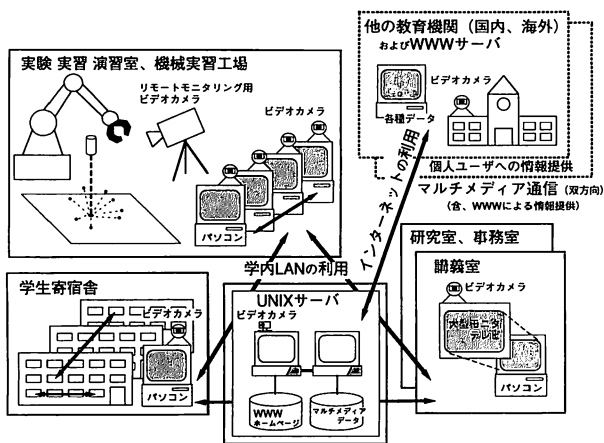 実験 実習 演習室、機械実習工場
リモートモニタリング用
ビデオカメラ
ビデオカメラ
パソコン
他の教育機関（国内、海外）
およびWWWサーバ
ビデオカメラ
各種データ
個人ユーザへの情報提供
マルチメディア通信（双方向）
（含、WWWによる情報提供）
インターネットの利用
学内LANの利用
研究室、事務室
講義室
ビデオカメラ
大型モニタ
テレビ
パソコン
学生寄宿舎
ビデオカメラ
パソコン
UNIXサーバ
ビデオカメラ
WWW
ホームページ
マルチメディア
データ